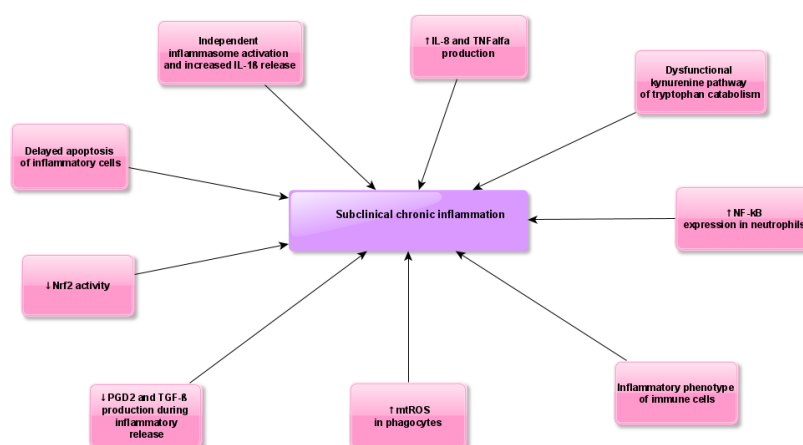 Independent
inflammasome activation
and increased IL-1ß release
↑IL-8 and TNFalfa
production
Dysfunctional
kynurenine pathway
of tryptophan catabolism
Delayed apoptosis
of inflammatory cells
Subclinical chronic inflammation
↑NF-kB
expression in neutrophils
↓Nrf2 activity
↓PGD2 and TGF-ß
production during
inflammatory
release
↑mtROS
in phagocytes
Inflammatory phenotype
of immune cells